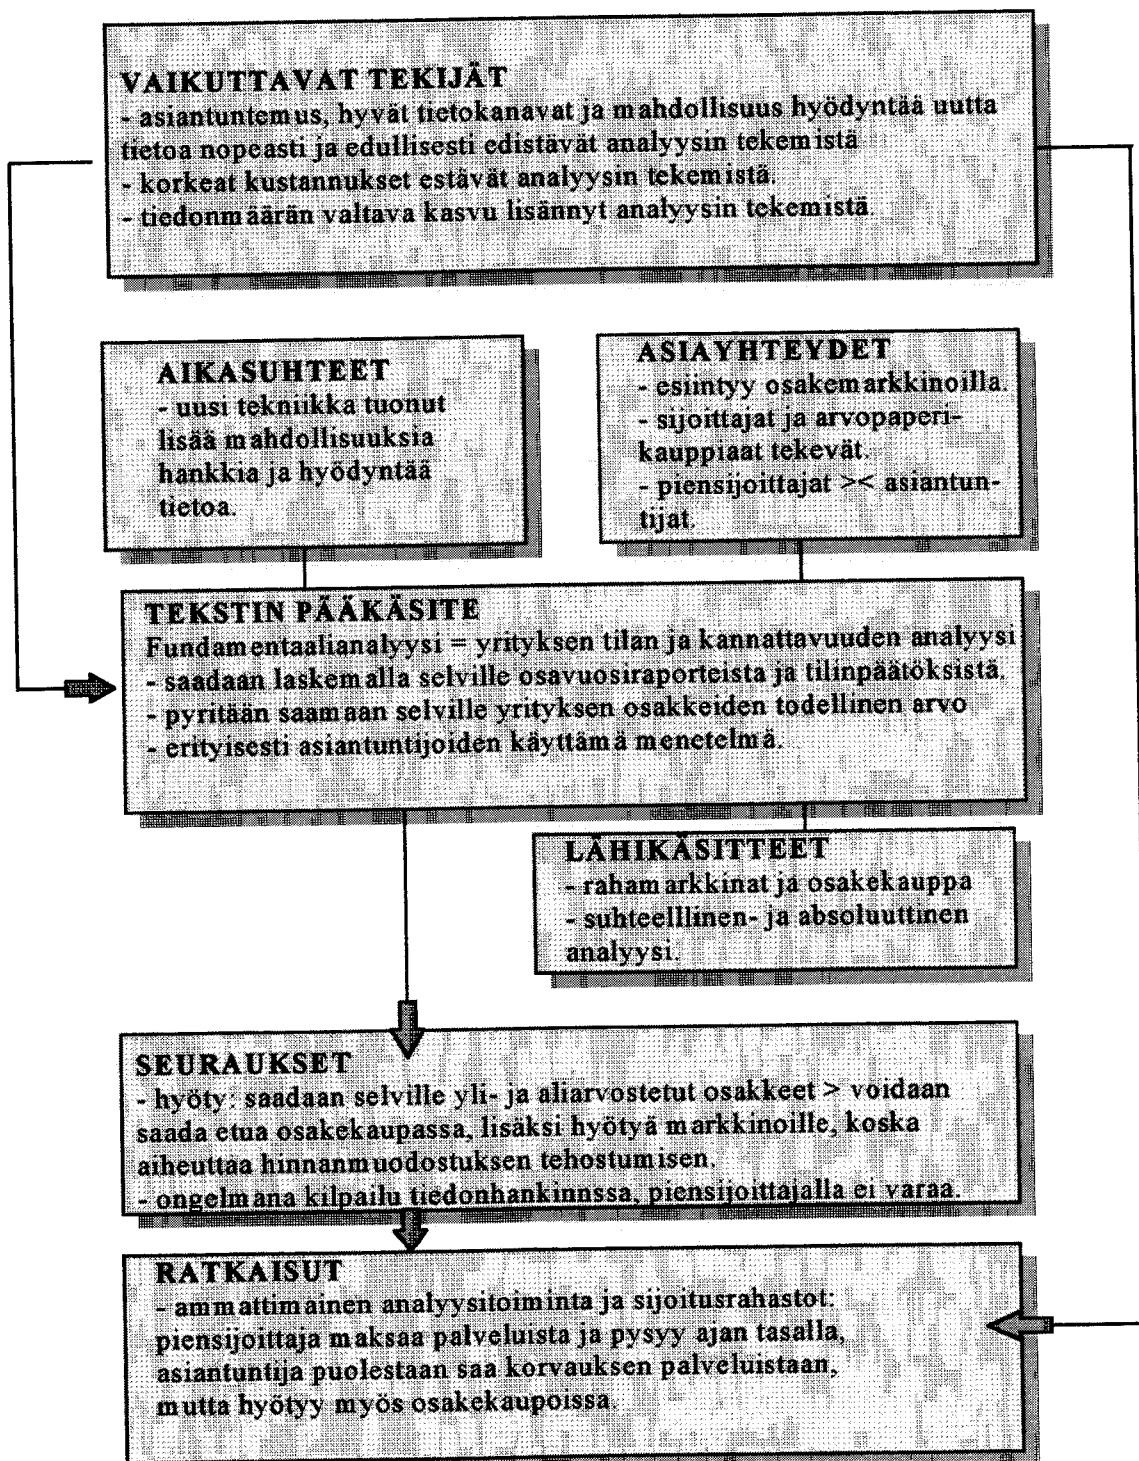 VAIKUTTAVAT TEKIJÄT
- asiantuntemus, hyvät tietokanavat ja mahdollisuus hyödyntää uutta
tietoa nopeasti ja edullisesti edistävät analyysin tekemistä
- korkeat kustannukset estävät analyysin tekemistä.
- tiedonmäärän valtava kasvu lisännyt analyysin tekemistä.
AIKASUHTEET
- uusi tekniikka tuonut
lisää mahdollisuuksia
hankkia ja hyödyntää
tietoa.
ASIAYHTEYDET
- esiintyy osakemarkkinoilla.
- sijoittajat ja arvopaperi-
kauppiaat tekevät.
- piensijoittajat >< asiantun-
tijat.
TEKSTIN PÄÄKÄSITE
Fundamentaalianalyysi = yrityksen tilan ja kannattavuuden analyysi
- saadaan laskemalla selville osavuosiraporteista ja tilinpäätöksistä.
- pyritään saamaan selville yrityksen osakkeiden todellinen arvo
- erityisesti asiantuntijoiden käyttämä menetelmä.
LÄHIKÄSITTEET
- rahamarkkinat ja osakekauppa
- suhteelllinen- ja absoluuttinen
analyysi.
SEURAUKSET
- hyöty: saadaan selville yli- ja aliarvostetut osakkeet > voidaan
saada etua osakekaupassa, lisäksi hyötyä markkinoille, koska
aiheuttaa hinnanmuodostuksen tehostumisen.
- ongelmana kilpailu tiedonhankinnssa, piensijoittajalla ei varaa.
RATKAISUT
- ammattimainen analyysitoiminta ja sijoitusrahastot:
piensijoittaja maksaa palveluista ja pysyy ajan tasalla,
asiantuntija puolestaan saa korvauksen palveluistaan,
mutta hyötyy myös osakekaupoissa.